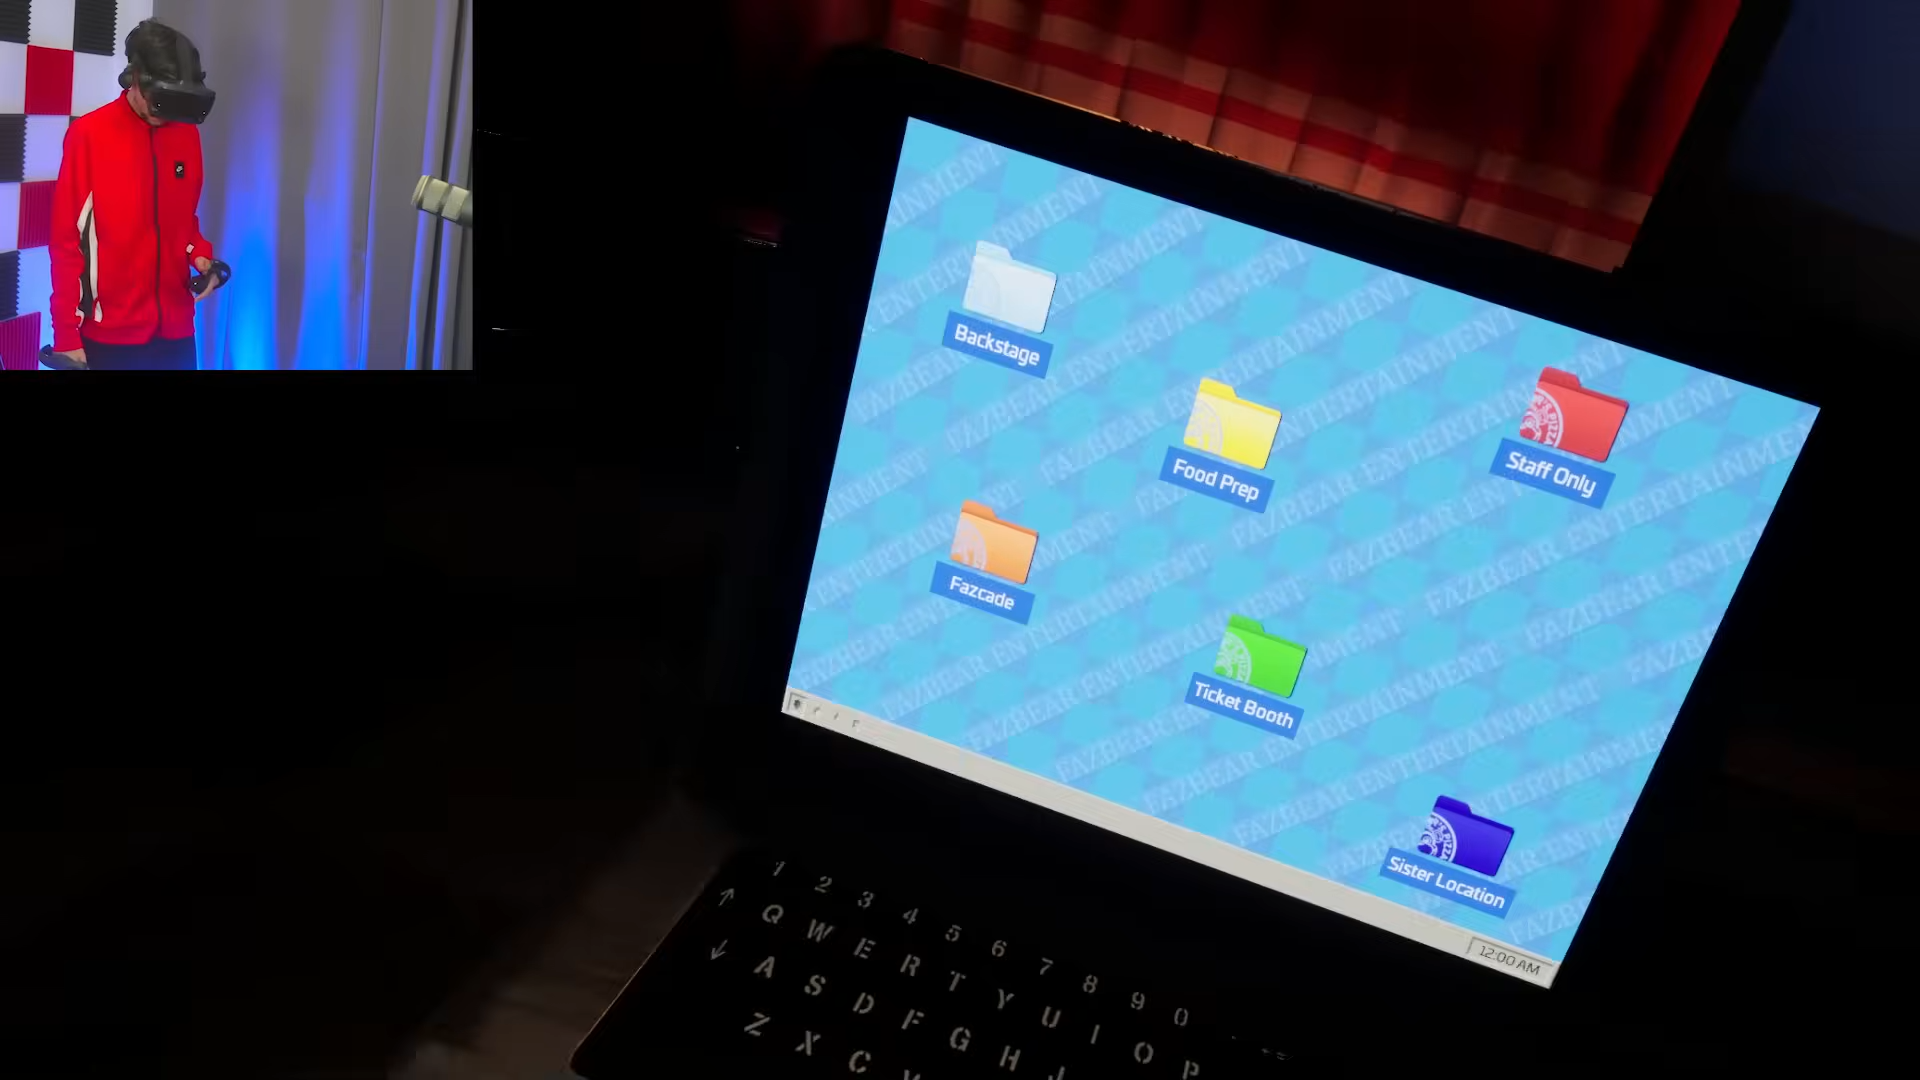 Backstage
Food Prep
Staff Only
Fazcade
Ticket Booth
Sister Location
12:00 AM
FAZBEAR ENTERTAINMENT
1 2 3 4 5 6 7 8 9 0
Q W E R T Y U I O P
A S D F G H J
Z X C V